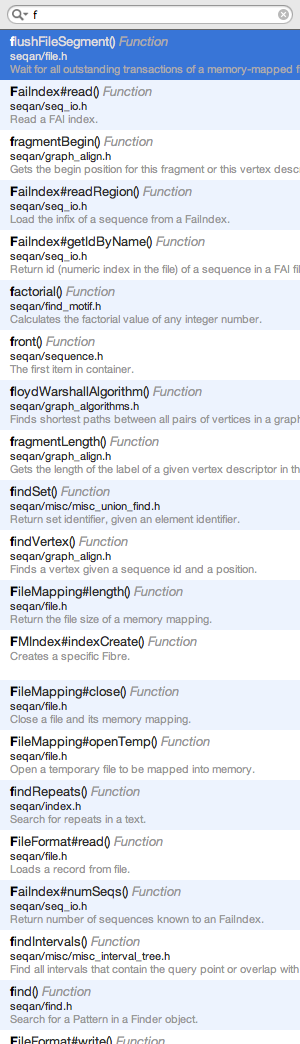 f
flushFileSegment() Function
seqan/file.h
Wait for all outstanding transactions of a memory-mapped f
FaiIndex#read() Function
seqan/seq_io.h
Read a FAI index.
fragmentBegin() Function
seqan/graph_align.h
Gets the begin position for this fragment or this vertex desc
FaiIndex#readRegion() Function
seqan/seq_io.h
Load the infix of a sequence from a FaiIndex.
FaiIndex#getIdByName() Function
seqan/seq_io.h
Return id (numeric index in the file) of a sequence in a FAI fi
factorial() Function
seqan/find_motif.h
Calculates the factorial value of any integer number.
front() Function
seqan/sequence.h
The first item in container.
floydWarshallAlgorithm() Function
seqan/graph_algorithms.h
Finds shortest paths between all pairs of vertices in a graph
fragmentLength() Function
seqan/graph_align.h
Gets the length of the label of a given vertex descriptor in th
findSet() Function
seqan/misc/misc_union_find.h
Return set identifier, given an element identifier.
findVertex() Function
seqan/graph_align.h
Finds a vertex given a sequence id and a position.
FileMapping#length() Function
seqan/file.h
Return the file size of a memory mapping.
FMIndex#indexCreate() Function
Creates a specific Fibre.
FileMapping#close() Function
seqan/file.h
Close a file and its memory mapping.
FileMapping#openTemp() Function
seqan/file.h
Open a temporary file to be mapped into memory.
findRepeats() Function
seqan/index.h
Search for repeats in a text.
FileFormat#read() Function
seqan/file.h
Loads a record from file.
FaiIndex#numSeqs() Function
seqan/seq_io.h
Return number of sequences known to an FaiIndex.
findIntervals() Function
seqan/misc/misc_interval_tree.h
Find all intervals that contain the query point or overlap with
find() Function
seqan/find.h
Search for a Pattern in a Finder object.
FileFormat#write() Function